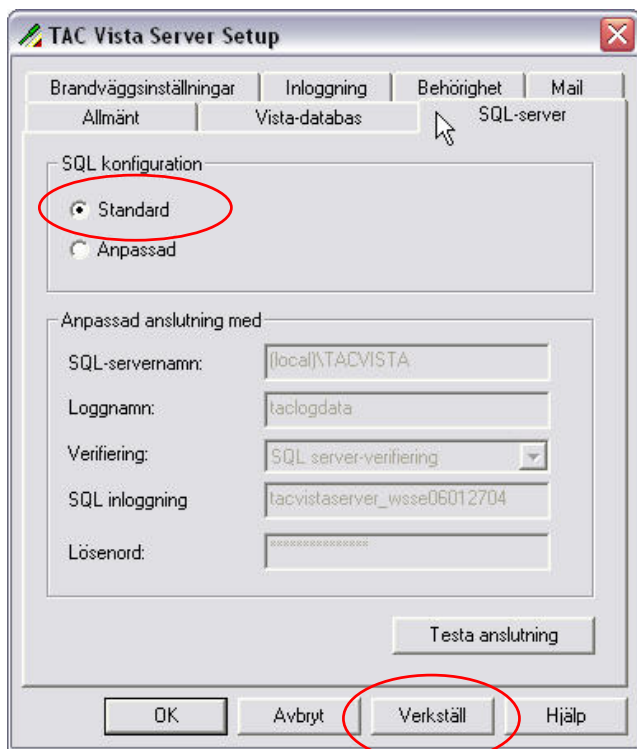 TAC Vista Server Setup
Brandväggsinställningar Inloggning Behörighet Mail
Allmänt Vista-databas SQL-server
SQL konfiguration
Standard
Anpassad
Anpassad anslutning med
SQL-servernamn: (local)\TACVISTA
Loggnamn: taclogdata
Verifiering: SQL server-verifiering
SQL inloggning tacvistaserver_wsse06012704
Lösenord: ***************
Testa anslutning
OK Avbryt Verkställ Hjälp